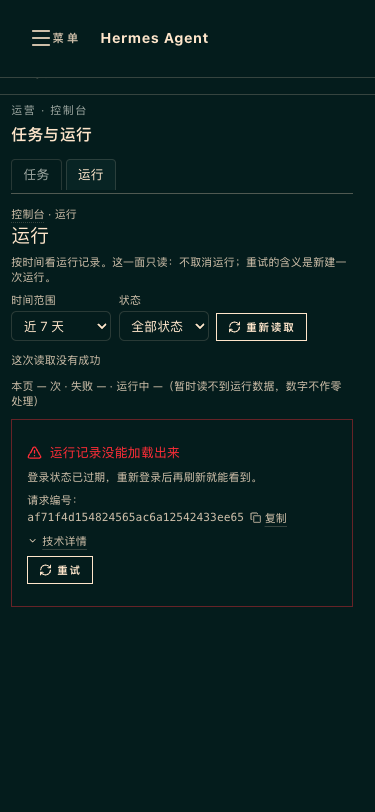 菜单 Hermes Agent
运营 · 控制台
任务与运行
任务 运行
控制台 · 运行
运行
按时间看运行记录。这一面只读：不取消运行；重试的含义是新建一
次运行。
时间范围 状态
近 7 天 全部状态 重新读取
这次读取没有成功
本页 — 次 · 失败 — · 运行中 —（暂时读不到运行数据，数字不作零
处理）
运行记录没能加载出来
登录状态已过期，重新登录后再刷新就能看到。
请求编号：
af71f4d154824565ac6a12542433ee65 复制
技术详情
重试